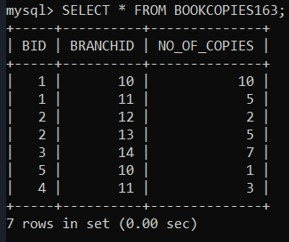 mysql> SELECT * FROM BOOKCOPIES163;
+-----+----------+--------------+
| BID | BRANCHID | NO_OF_COPIES |
+-----+----------+--------------+
|   1 |       10 |           10 |
|   1 |       11 |            5 |
|   2 |       12 |            2 |
|   2 |       13 |            5 |
|   3 |       14 |            7 |
|   5 |       10 |            1 |
|   4 |       11 |            3 |
+-----+----------+--------------+
7 rows in set (0.00 sec)